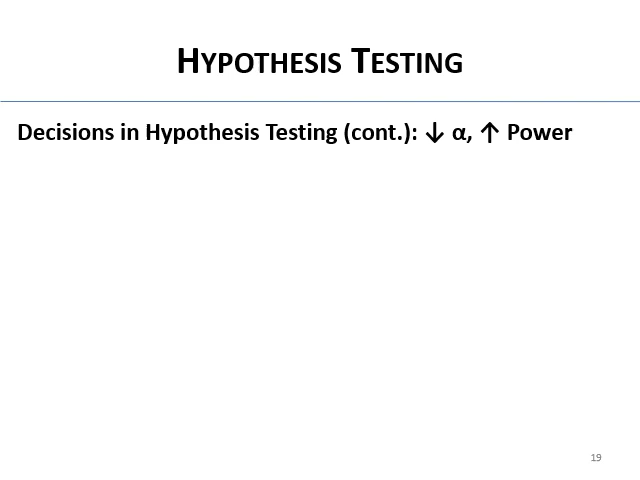 HYPOTHESIS TESTING
Decisions in Hypothesis Testing (cont.): ↓ α, ↑ Power
19